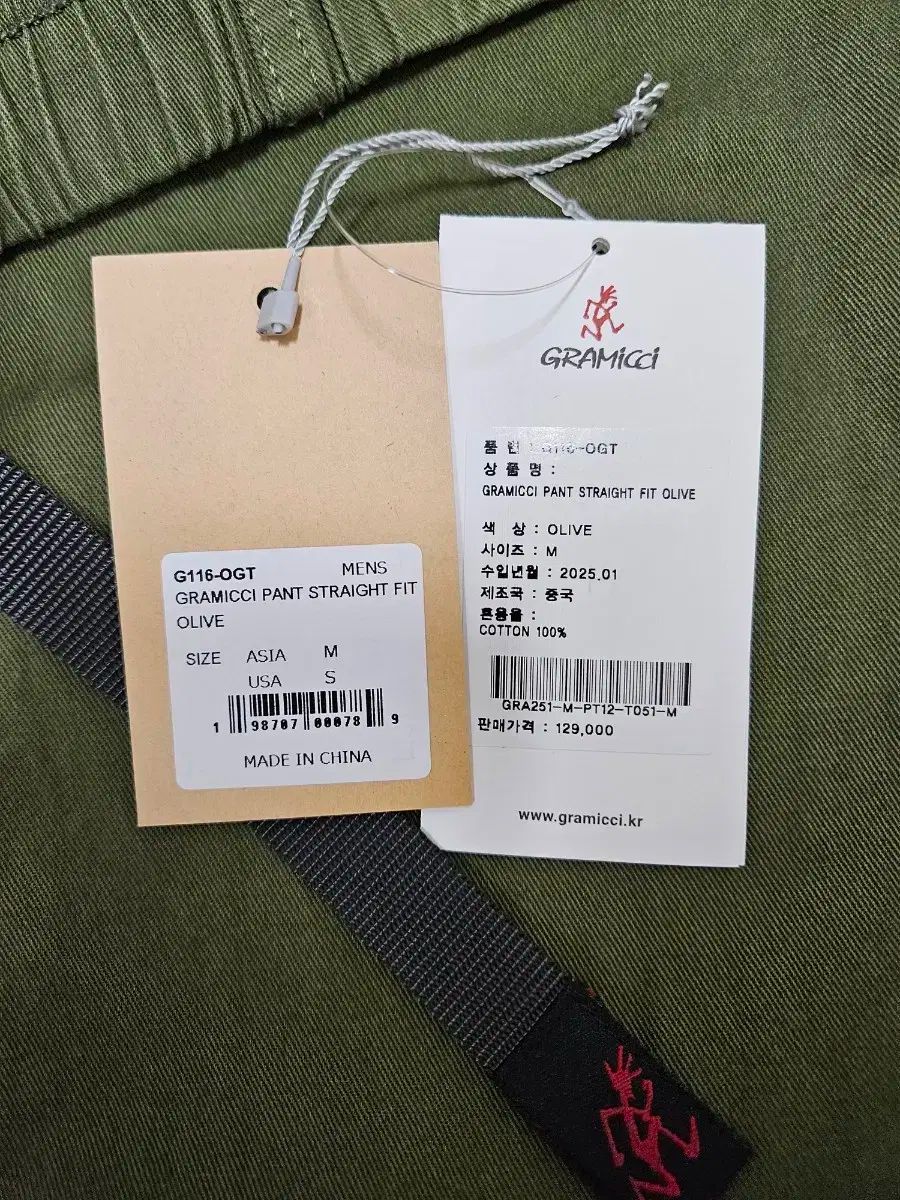 G116-OGT MENS
GRAMICCI PANT STRAIGHT FIT
OLIVE
SIZE ASIA M
USA S
1 98707 00078 9
MADE IN CHINA
GRAMICCI
품 번 : G116-OGT
상 품 명 :
GRAMICCI PANT STRAIGHT FIT OLIVE
색 상 : OLIVE
사이즈 : M
수입년월 : 2025.01
제조국 : 중국
혼용율 :
COTTON 100%
GRA251-M-PT12-T051-M
판매가격 : 129,000
www.gramicci.kr